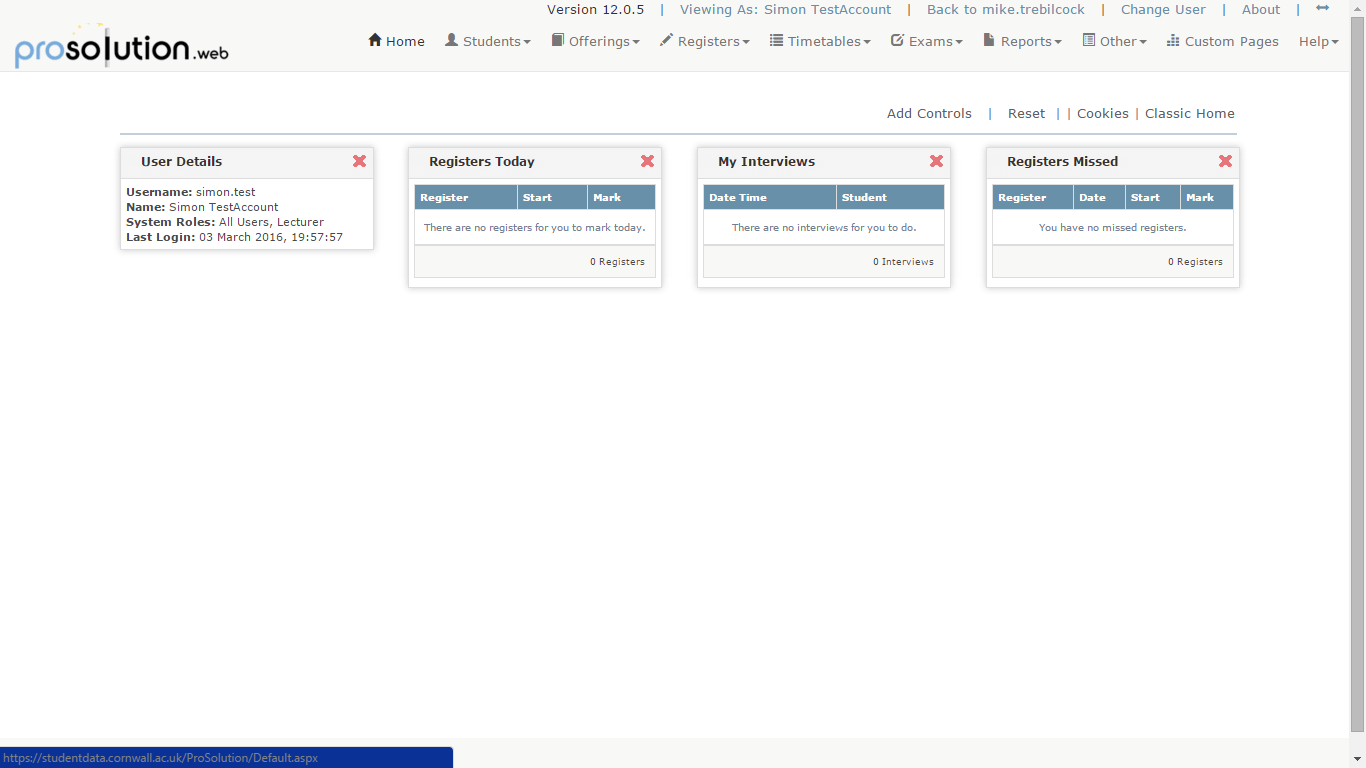 Version 12.0.5 | Viewing As: Simon TestAccount | Back to mike.trebilcock | Change User | About |
prosolution.web
Home Students Offerings Registers Timetables Exams Reports Other Custom Pages Help
Add Controls | Reset | | Cookies | Classic Home
User Details
Username: simon.test
Name: Simon TestAccount
System Roles: All Users, Lecturer
Last Login: 03 March 2016, 19:57:57
Registers Today
Register Start Mark
There are no registers for you to mark today.
0 Registers
My Interviews
Date Time Student
There are no interviews for you to do.
0 Interviews
Registers Missed
Register Date Start Mark
You have no missed registers.
0 Registers
https://studentdata.cornwall.ac.uk/ProSolution/Default.aspx